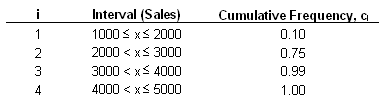 i Interval (Sales) Cumulative Frequency, ci
1 1000 ≤ x ≤ 2000 0.10
2 2000 < x ≤ 3000 0.75
3 3000 < x ≤ 4000 0.99
4 4000 < x ≤ 5000 1.00